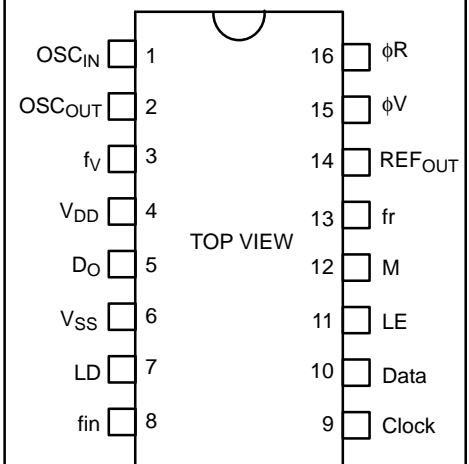 OSCIN 1 16 ϕR
OSCOUT 2 15 ϕV
fV 3 14 REFOUT
VDD 4 13 fr
TOP VIEW
DO 5 12 M
VSS 6 11 LE
LD 7 10 Data
fin 8 9 Clock